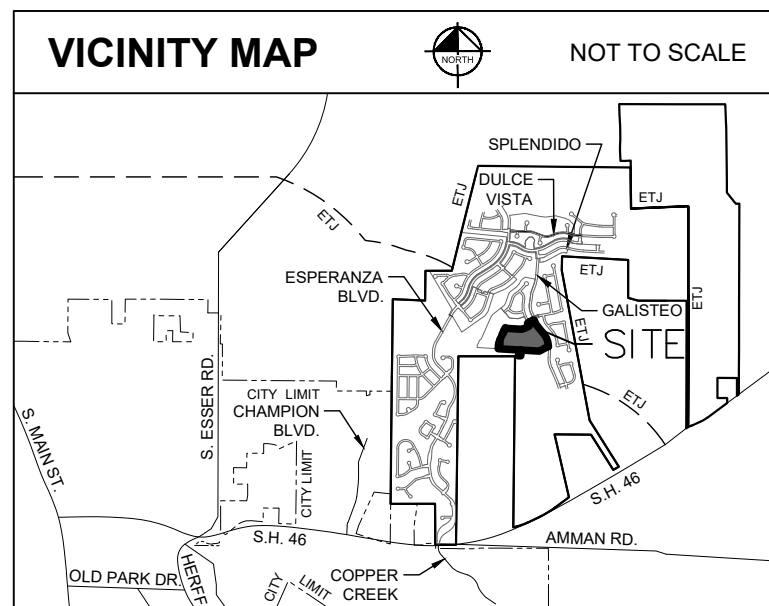 VICINITY MAP
NORTH
NOT TO SCALE
SPLENDIDO
DULCE
VISTA
ETJ
ETJ
ETJ
ETJ
ETJ
ESPERANZA
BLVD.
GALISTEO
ETJ
SITE
ETJ
S. ESSER RD.
CITY LIMIT
CHAMPION
BLVD.
CITY LIMIT
S. MAIN ST.
S.H. 46
S.H. 46
AMMAN RD.
OLD PARK DR.
HERFF
CITY
LIMIT
COPPER
CREEK